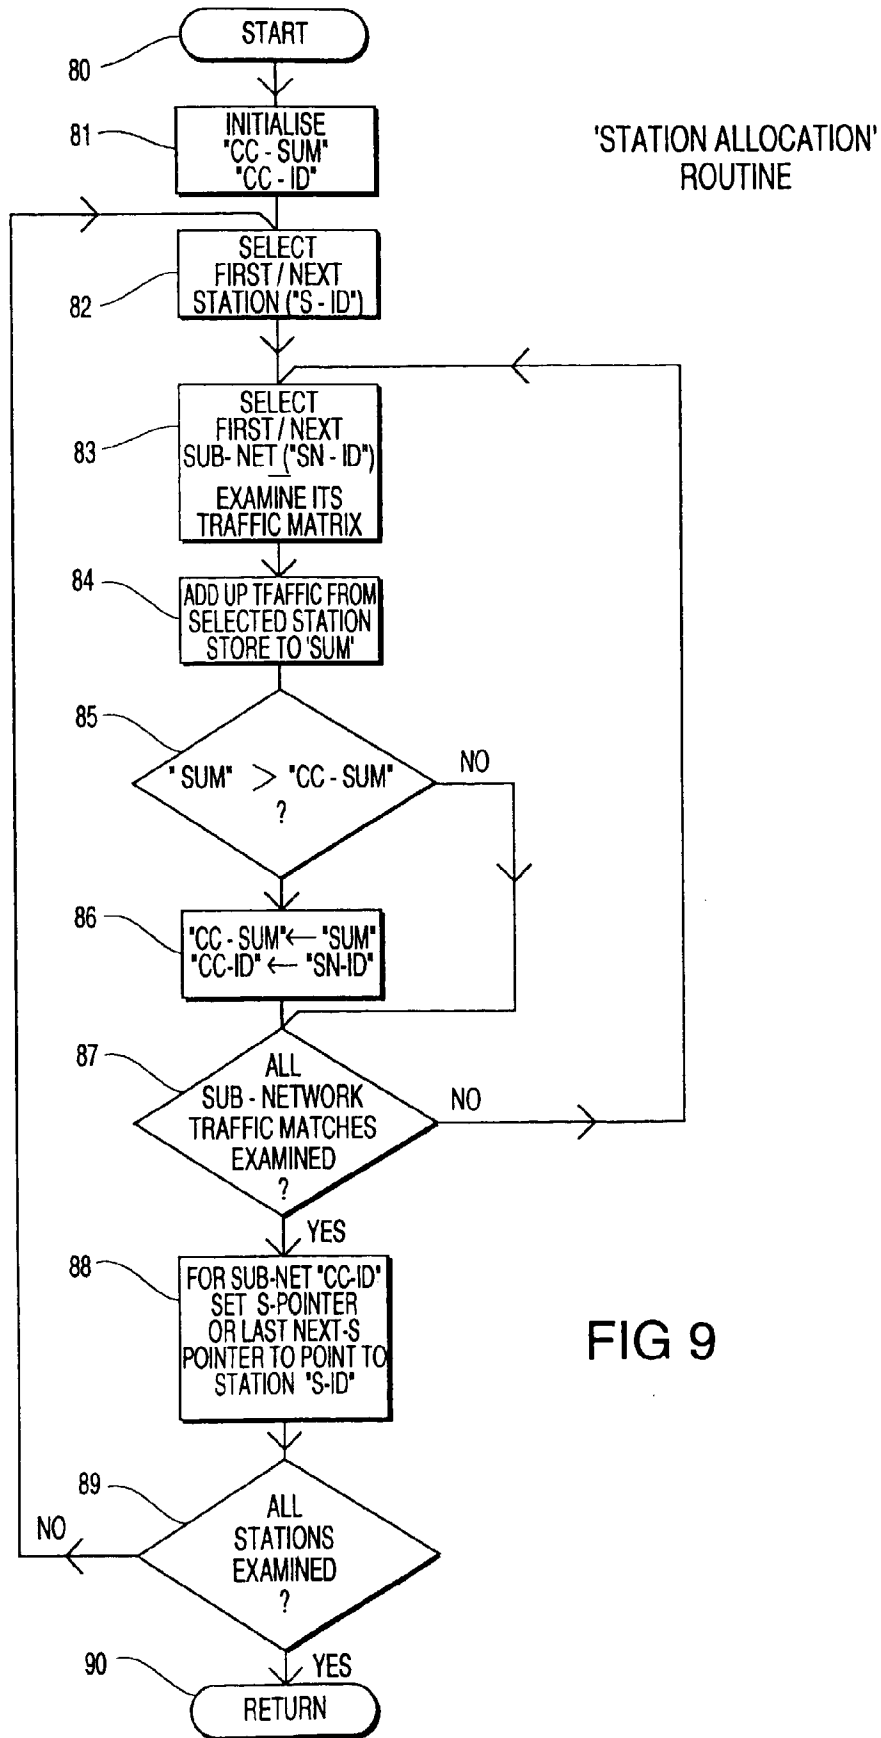 START
80
81
INITIALISE
"CC - SUM"
"CC - ID"
'STATION ALLOCATION'
ROUTINE
SELECT
FIRST / NEXT
STATION ("S - ID")
82
SELECT
FIRST / NEXT
SUB- NET ("SN - ID")
EXAMINE ITS
TRAFFIC MATRIX
83
84
ADD UP TFAFFIC FROM
SELECTED STATION
STORE TO 'SUM'
85
" SUM" > "CC - SUM"
?
NO
86
"CC - SUM" ← "SUM"
"CC-ID" ← "SN-ID"
87
ALL
SUB - NETWORK
TRAFFIC MATCHES
EXAMINED
?
NO
YES
88
FOR SUB-NET "CC-ID"
SET S-POINTER
OR LAST NEXT-S
POINTER TO POINT TO
STATION "S-ID"
FIG 9
89
ALL
STATIONS
EXAMINED
?
NO
YES
90
RETURN